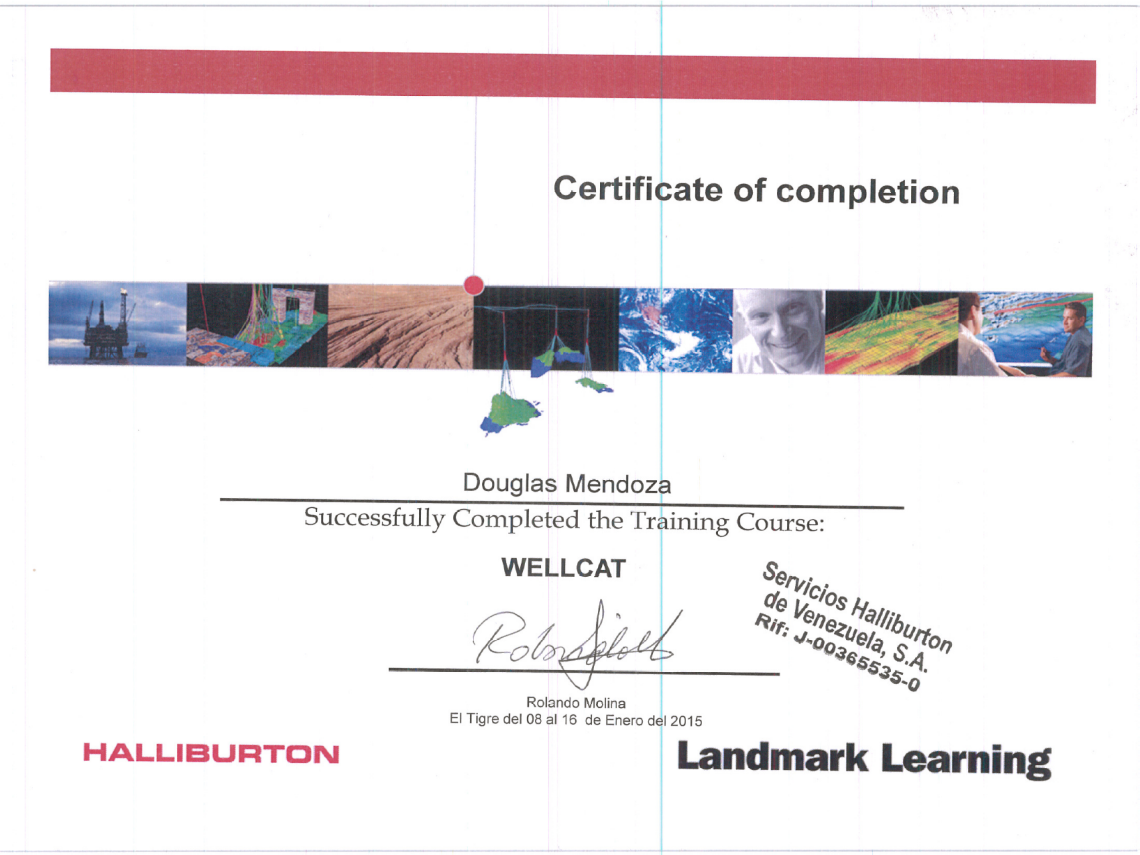 Certificate of completion
Douglas Mendoza
Successfully Completed the Training Course:
WELLCAT
Servicios Halliburton
de Venezuela, S.A.
Rif: J-00365535-0
Rolando Molina
El Tigre del 08 al 16 de Enero del 2015
HALLIBURTON
Landmark Learning